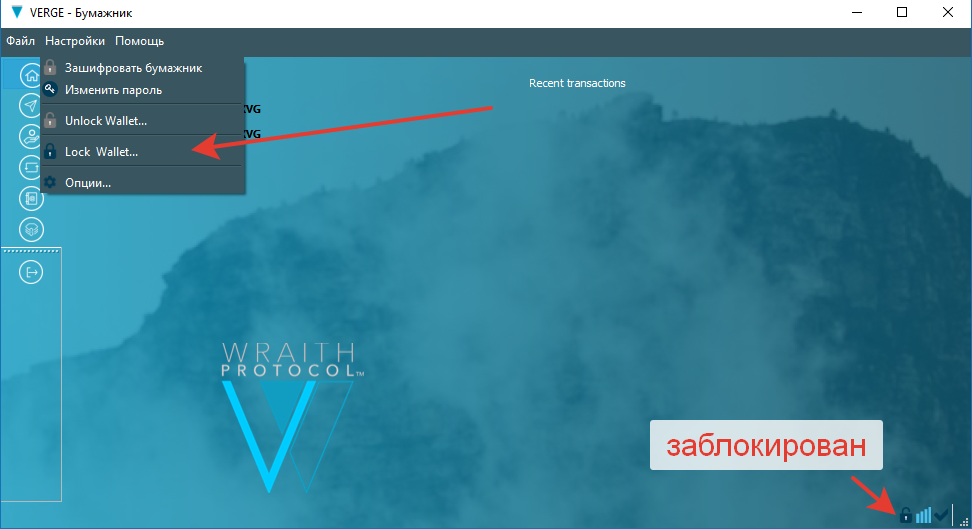 VERGE - Бумажник
Файл Настройки Помощь
Зашифровать бумажник
Изменить пароль
Unlock Wallet...
Lock Wallet...
Опции...
XVG
XVG
Recent transactions
WRAITH
PROTOCOL™
заблокирован